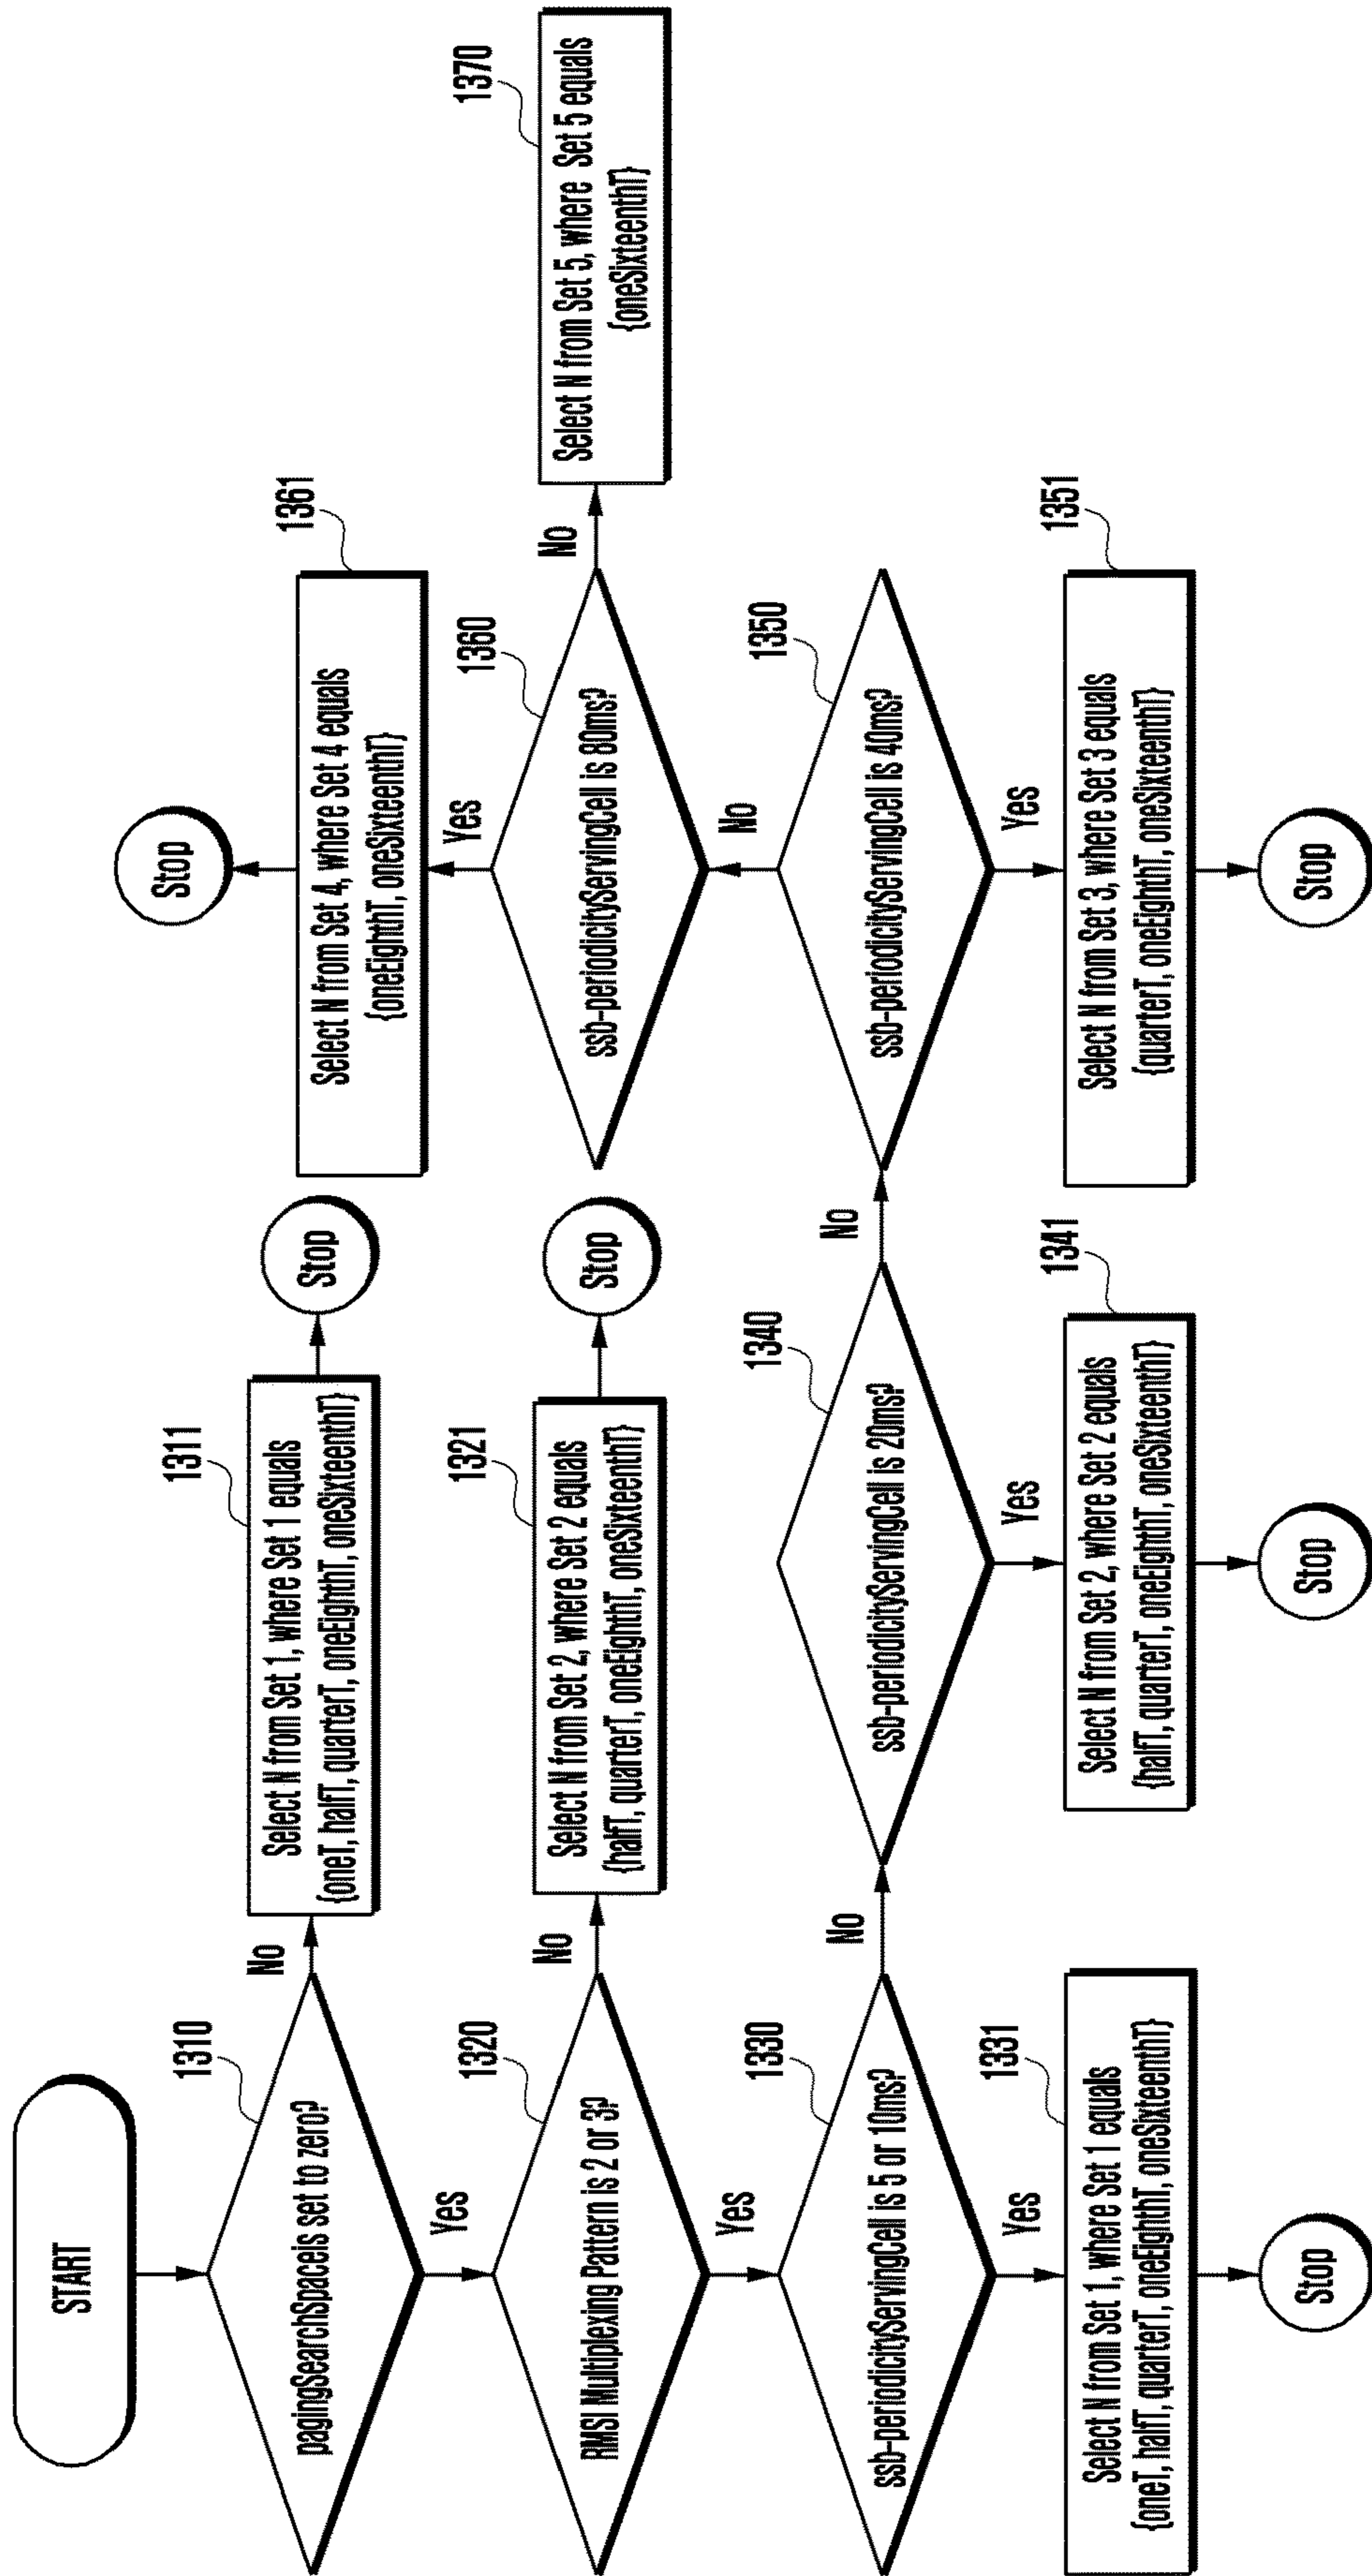 START
1310
pagingSearchSpaceis set to zero?
No
1311
Select N from Set 1, where Set 1 equals
{oneT, halfT, quarterT, oneEighthT, oneSixteenthT}
Stop
Yes
1320
RMSI Multiplexing Pattern is 2 or 3?
No
1321
Select N from Set 2, where Set 2 equals
{halfT, quarterT, oneEighthT, oneSixteenthT}
Stop
Yes
1330
ssb-periodicityServingCell is 5 or 10ms?
Yes
1331
Select N from Set 1, where Set 1 equals
{oneT, halfT, quarterT, oneEighthT, oneSixteenthT}
Stop
No
1340
ssb-periodicityServingCell is 20ms?
Yes
1341
Select N from Set 2, where Set 2 equals
{halfT, quarterT, oneEighthT, oneSixteenthT}
Stop
No
1350
ssb-periodicityServingCell is 40ms?
Yes
1351
Select N from Set 3, where Set 3 equals
{quarterT, oneEighthT, oneSixteenthT}
Stop
No
1360
ssb-periodicityServingCell is 80ms?
Yes
1361
Select N from Set 4, where Set 4 equals
{oneEightT, oneSixteenthT}
Stop
No
1370
Select N from Set 5, where Set 5 equals
{oneSixteenthT}